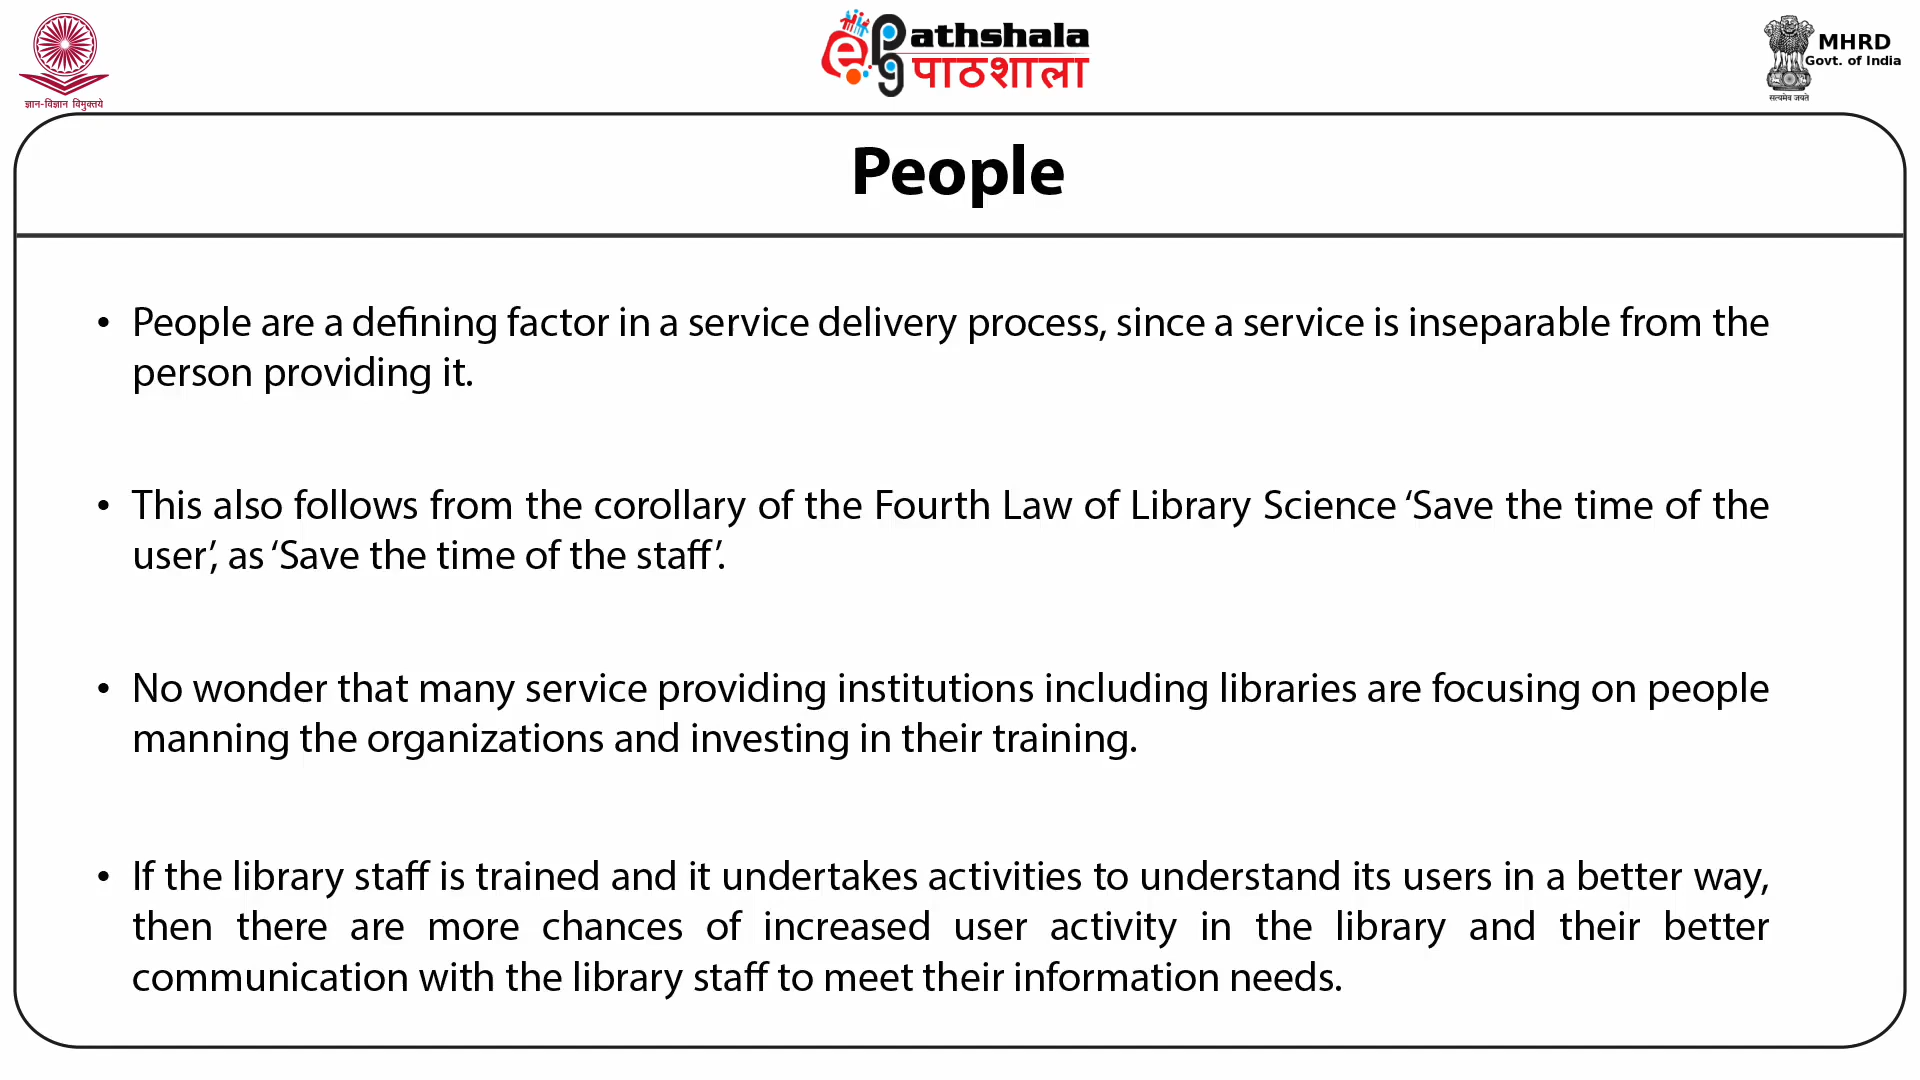 ज्ञान-विज्ञान विमुक्तये
ePG
athshala
पाठशाला
MHRD
Govt. of India
सत्यमेव जयते
People
• People are a defining factor in a service delivery process, since a service is inseparable from the
person providing it.
• This also follows from the corollary of the Fourth Law of Library Science ‘Save the time of the
user’, as ‘Save the time of the staff’.
• No wonder that many service providing institutions including libraries are focusing on people
manning the organizations and investing in their training.
• If the library staff is trained and it undertakes activities to understand its users in a better way,
then there are more chances of increased user activity in the library and their better
communication with the library staff to meet their information needs.